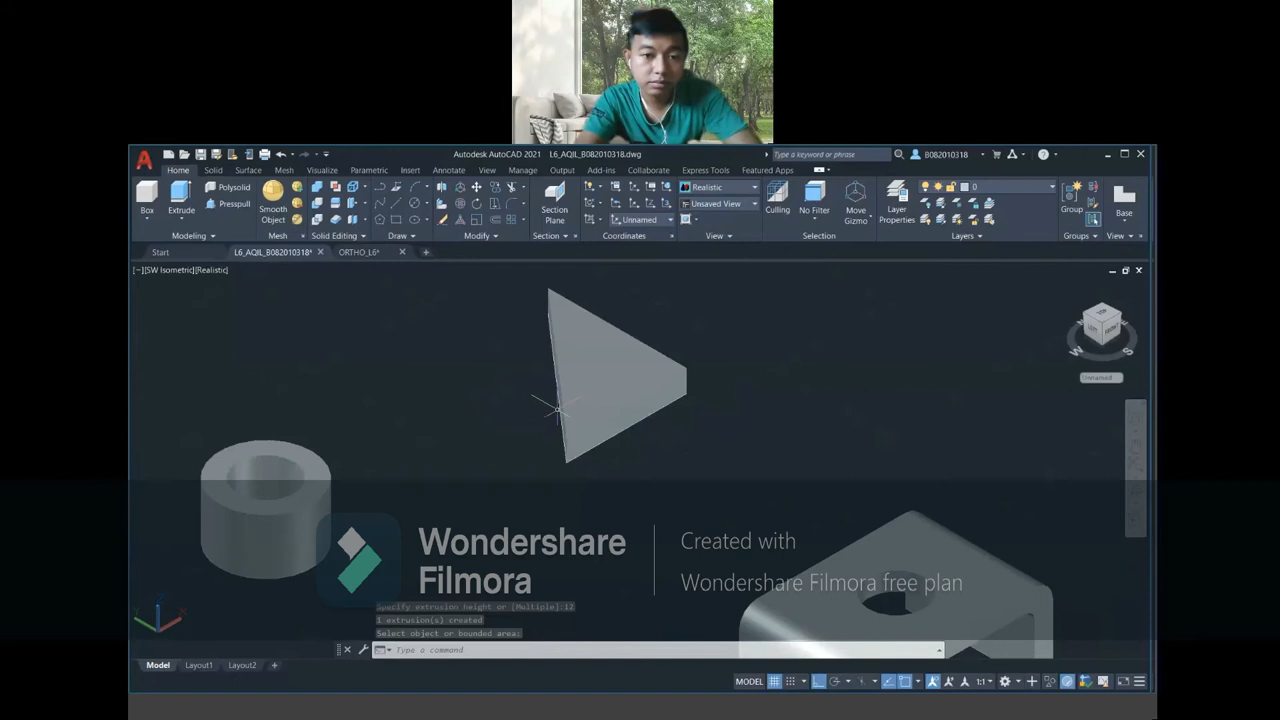 Autodesk AutoCAD 2021 L6_AQIL_B082010318.dwg
Type a keyword or phrase
B082010318
Home Solid Surface Mesh Visualize Parametric Insert Annotate View Manage Output Collaborate Express Tools Featured Apps
Box
Extrude
Polysolid
Presspull
Smooth Object
Section Plane
Realistic
Unsaved View
Unnamed
Culling
No Filter
Move Gizmo
Layer Properties
0
Group
Base
Modeling
Mesh
Solid Editing
Draw
Modify
Section
Coordinates
View
Selection
Layers
Groups
View
Start
L6_AQIL_B082010318*
ORTHO_L6*
[−][SW Isometric][Realistic]
W
S
Unnamed
Wondershare
Filmora
Created with
Wondershare Filmora free plan
Specify extrusion height or [Multiple]:12
1 extrusion(s) created
Select object or bounded area:
Type a command
Model Layout1 Layout2
MODEL
1:1